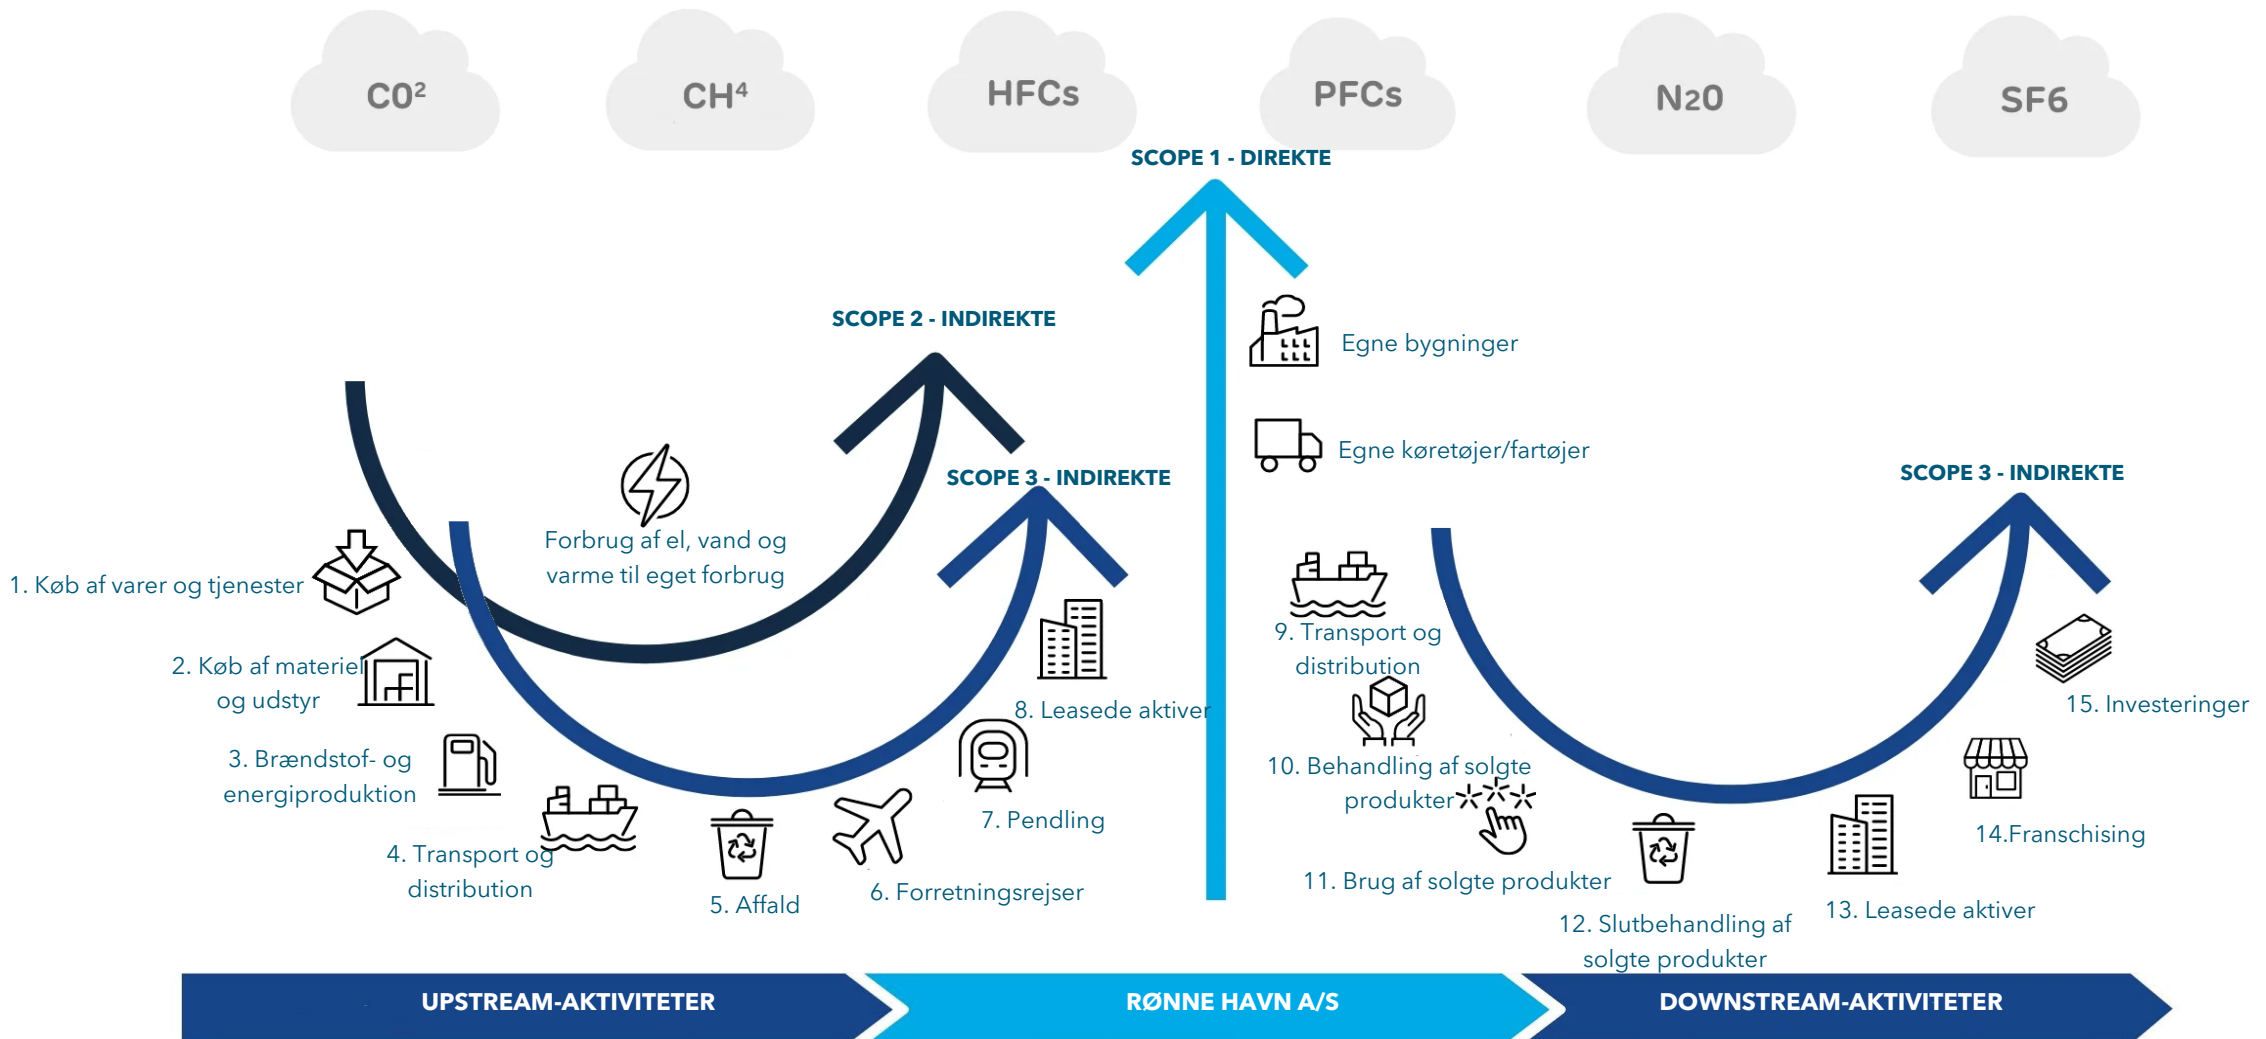 C0²
CH⁴
HFCs
PFCs
N20
SF6
SCOPE 1 - DIREKTE
SCOPE 2 - INDIREKTE
Egne bygninger
Egne køretøjer/fartøjer
SCOPE 3 - INDIREKTE
SCOPE 3 - INDIREKTE
Forbrug af el, vand og
varme til eget forbrug
1. Køb af varer og tjenester
2. Køb af materiel
og udstyr
3. Brændstof- og
energiproduktion
4. Transport og
distribution
5. Affald
6. Forretningsrejser
7. Pendling
8. Leasede aktiver
9. Transport og
distribution
10. Behandling af solgte
produkter
11. Brug af solgte produkter
12. Slutbehandling af
solgte produkter
13. Leasede aktiver
14.Franschising
15. Investeringer
UPSTREAM-AKTIVITETER
RØNNE HAVN A/S
DOWNSTREAM-AKTIVITETER